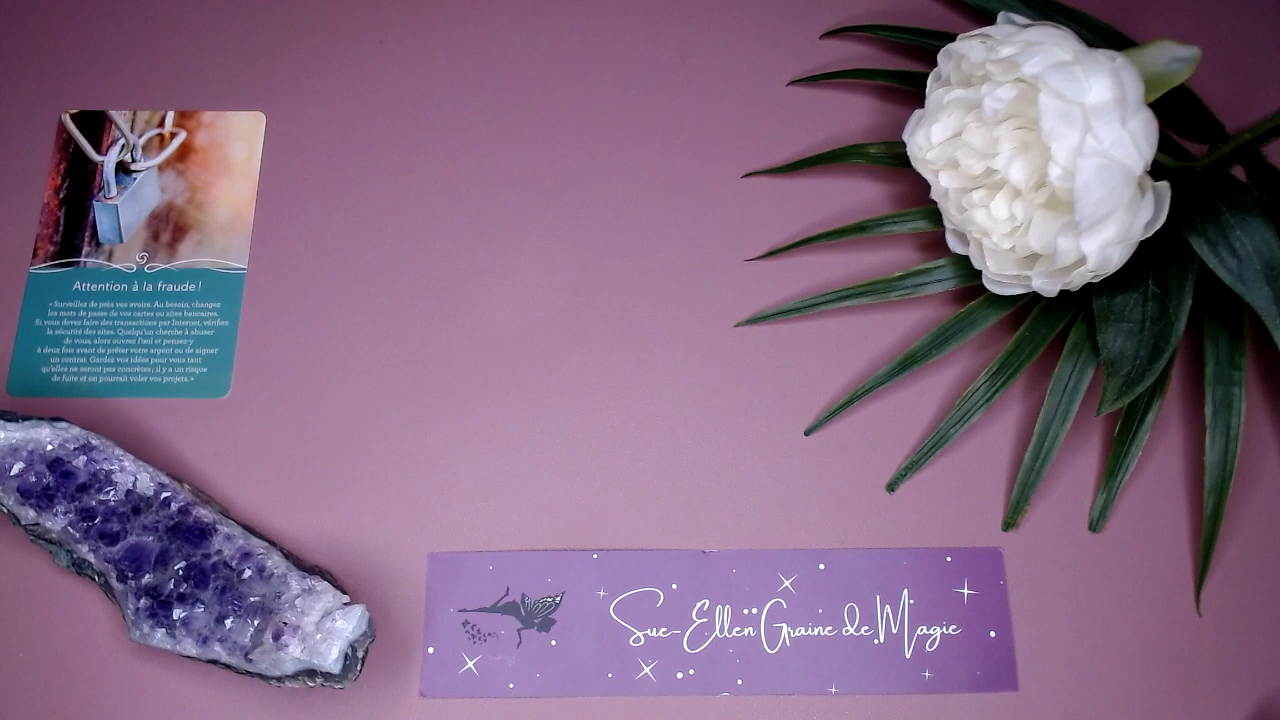 Attention à la fraude !
« Surveillez de près vos avoirs. Au besoin, changez
les mots de passe de vos cartes ou sites bancaires.
Si vous devez faire des transactions par Internet, vérifiez
la sécurité des sites. Quelqu'un cherche à abuser
de vous, alors ouvrez l'œil et pensez-y
à deux fois avant de prêter votre argent ou de signer
un contrat. Gardez vos idées pour vous tant
qu'elles ne seront pas concrètes ; il y a un risque
de fuite et on pourrait voler vos projets. »
Sue-Ellen Graine de Magie